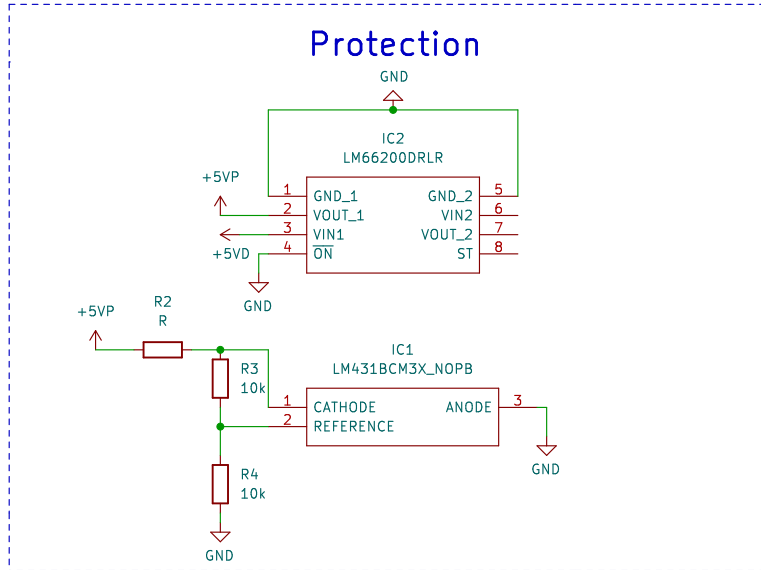 Protection
GND
IC2
LM66200DRLR
+5VP
1 GND_1 GND_2 5
2 VOUT_1 VIN2 6
3 VIN1 VOUT_2 7
+5VD
4 ON ST 8
GND
+5VP
R2
R
R3
10k
IC1
LM431BCM3X_NOPB
1 CATHODE ANODE 3
2 REFERENCE
R4
10k
GND
GND